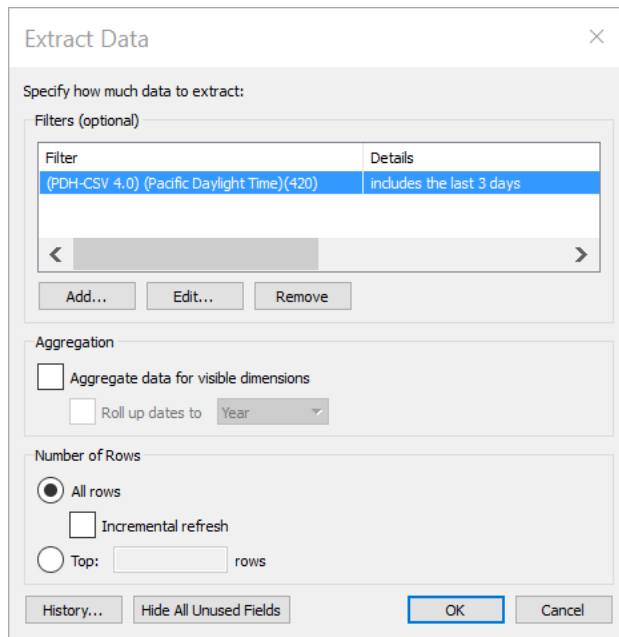 Extract Data
Specify how much data to extract:
Filters (optional)
Filter Details
(PDH-CSV 4.0) (Pacific Daylight Time)(420) includes the last 3 days
Add... Edit... Remove
Aggregation
Aggregate data for visible dimensions
Roll up dates to Year
Number of Rows
All rows
Incremental refresh
Top: rows
History... Hide All Unused Fields OK Cancel